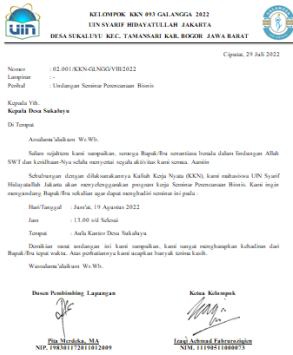 KELOMPOK KKN 093 GALANGGA 2022
UIN SYARIF HIDAYATULLAH JAKARTA
DESA SUKALUYU KEC. TAMANSARI KAB. BOGOR JAWA BARAT
UIN
Ciputat, 29 Juli 2022
Nomor : 02.001/KKN-GLNGG/VIII/2022
Lampiran : -
Perihal : Undangan Seminar Perencanaan Bisnis
Kepada Yth.
Kepala Desa Sukaluyu
Di Tempat
Assalamu'alaikum Wr.Wb.
Salam sejahtera kami sampaikan, semoga Bapak/Ibu senantiasa berada dalam lindungan Allah
SWT dan keridhaan-Nya selalu menyertai segala aktivitas kami semua. Aamiin
Sehubungan dengan dilaksanakannya Kuliah Kerja Nyata (KKN), kami mahasiswa UIN Syarif
Hidayatullah Jakarta akan menyelenggarakan program kerja Seminar Perencanaan Bisnis. Kami ingin
mengundang Bapak/Ibu sekalian agar dapat menghadiri seminar ini pada :
Hari/Tanggal : Jum'at, 19 Agustus 2022
Jam : 13.00 s/d Selesai
Tempat : Aula Kantor Desa Sukaluyu
Demikian surat undangan ini kami sampaikan, kami sangat mengharapkan kehadiran dari
Bapak/Ibu tepat waktu. Atas perhatiannya kami ucapkan banyak terima kasih.
Wassalamu'alaikum Wr.Wb.
Dosen Pembimbing Lapangan Ketua Kelompok
Pita Merdeka, MA Izaqi Achmad Fahrurodzien
NIP. 198301172011012009 NIM. 11190511000073